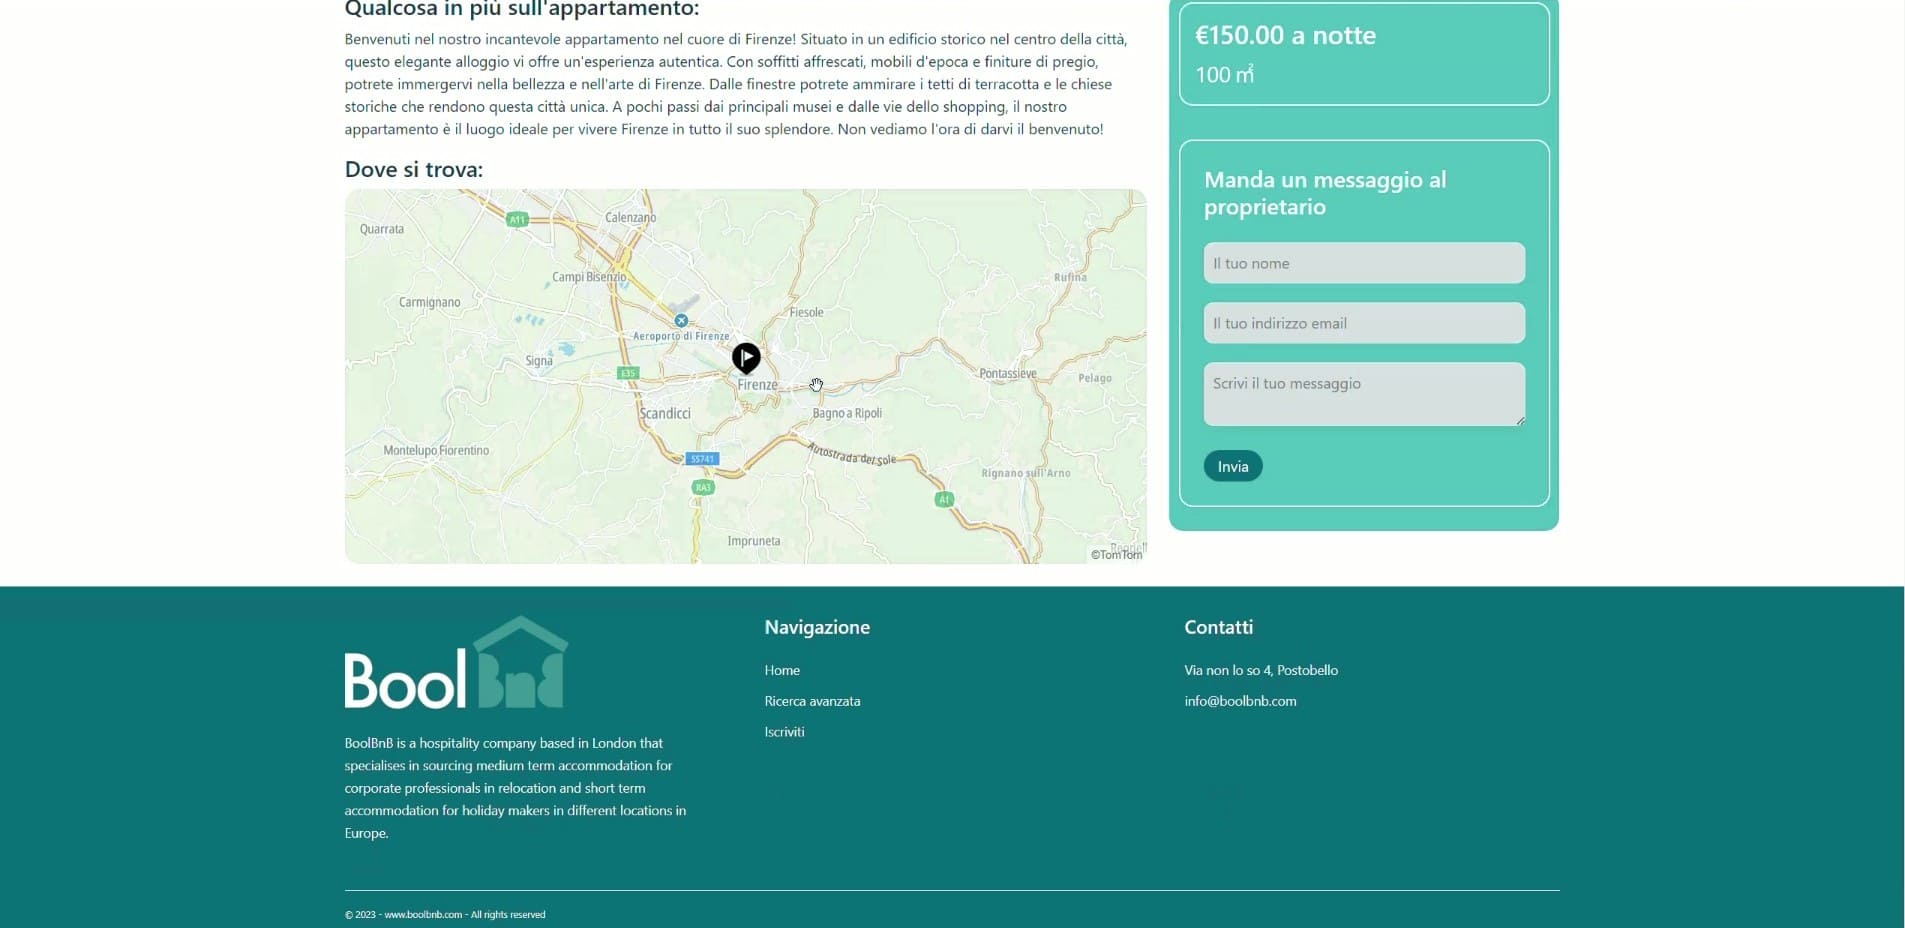 Qualcosa in più sull'appartamento:
Benvenuti nel nostro incantevole appartamento nel cuore di Firenze! Situato in un edificio storico nel centro della città,
questo elegante alloggio vi offre un'esperienza autentica. Con soffitti affrescati, mobili d'epoca e finiture di pregio,
potrete immergervi nella bellezza e nell'arte di Firenze. Dalle finestre potrete ammirare i tetti di terracotta e le chiese
storiche che rendono questa città unica. A pochi passi dai principali musei e dalle vie dello shopping, il nostro
appartamento è il luogo ideale per vivere Firenze in tutto il suo splendore. Non vediamo l'ora di darvi il benvenuto!
Dove si trova:
A11
Calenzano
Quarrata
Campi Bisenzio
Rufina
Carmignano
Fiesole
Aeroporto di Firenze
Signa
E35
Firenze
Pontassieve
Pelago
Scandicci
Bagno a Ripoli
Montelupo Fiorentino
SS741
Autostrada del Sole
Rignano sull'Arno
RA3
A1
Impruneta
©TomTom
€150.00 a notte
100 ㎡
Manda un messaggio al
proprietario
Il tuo nome
Il tuo indirizzo email
Scrivi il tuo messaggio
Invia
Bool BnB
BoolBnB is a hospitality company based in London that
specialises in sourcing medium term accommodation for
corporate professionals in relocation and short term
accommodation for holiday makers in different locations in
Europe.
Navigazione
Home
Ricerca avanzata
Iscriviti
Contatti
Via non lo so 4, Postobello
info@boolbnb.com
© 2023 - www.boolbnb.com - All rights reserved